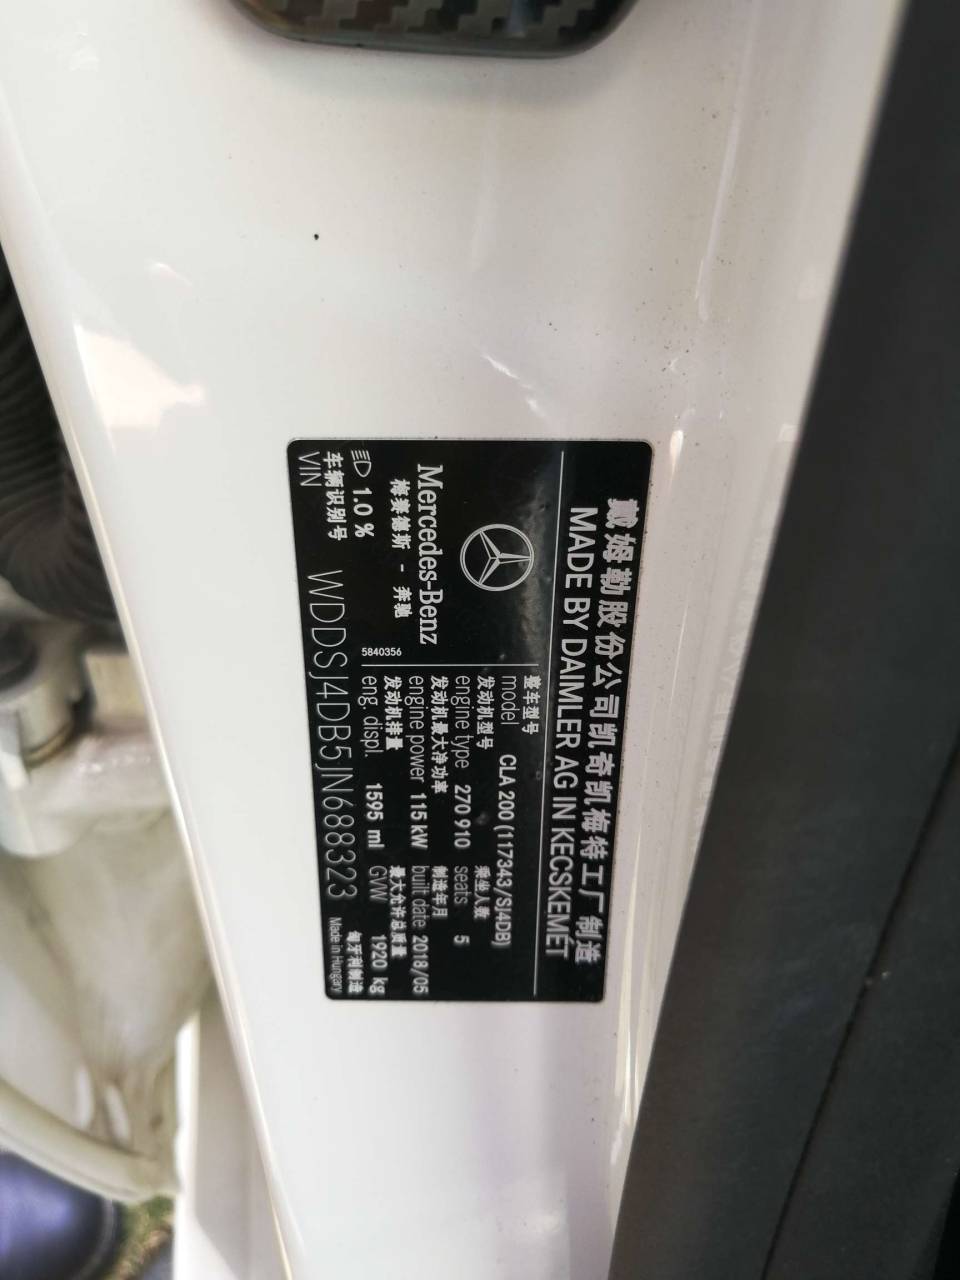 戴姆勒股份公司凯奇凯梅特工厂制造
MADE BY DAIMLER AG IN KECSKEMÉT
Mercedes-Benz
梅赛德斯 - 奔驰
1.0 %
5840356
整车型号
model CLA 200 (117343/SJ4DB)
发动机型号 乘坐人数
engine type 270 910 seats 5
发动机最大净功率 制造年月
engine power 115 kW built date 2018/05
发动机排量 最大允许总质量
eng. displ. 1595 ml GVW 1920 kg
车辆识别号 匈牙利制造
VIN WDDSJ4DB5JN688323 Made in Hungary